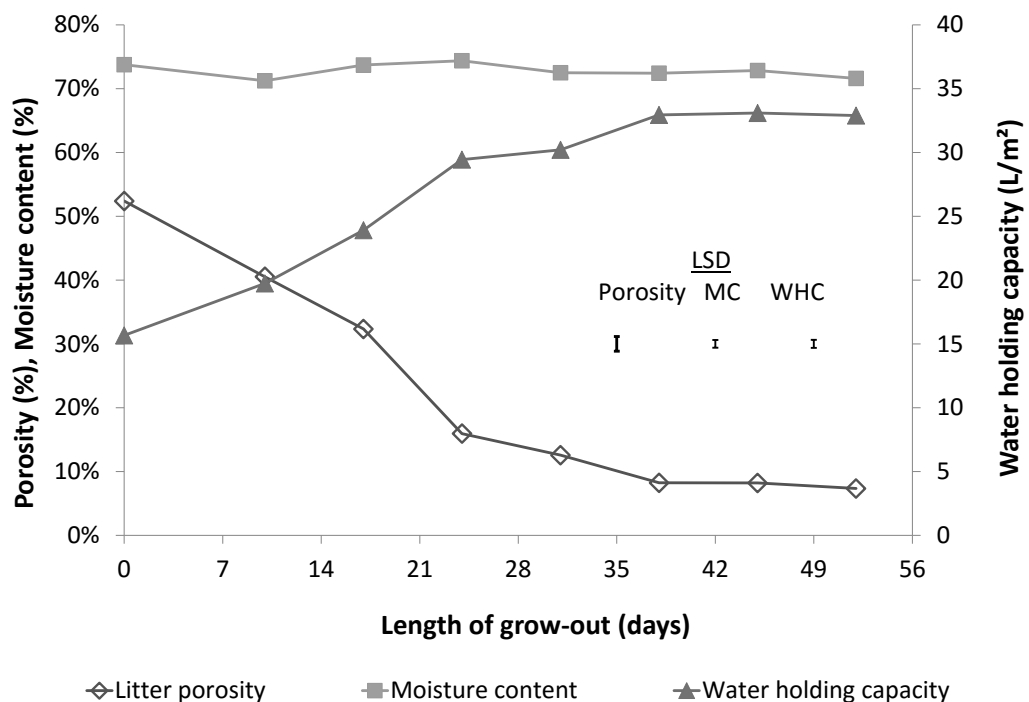 Porosity (%), Moisture content (%)
80%
70%
60%
50%
40%
30%
20%
10%
0%
LSD
Porosity MC WHC
40
35
30
25
20
15
10
5
0
Water holding capacity (L/m²)
0 7 14 21 28 35 42 49 56
Length of grow-out (days)
Litter porosity Moisture content Water holding capacity